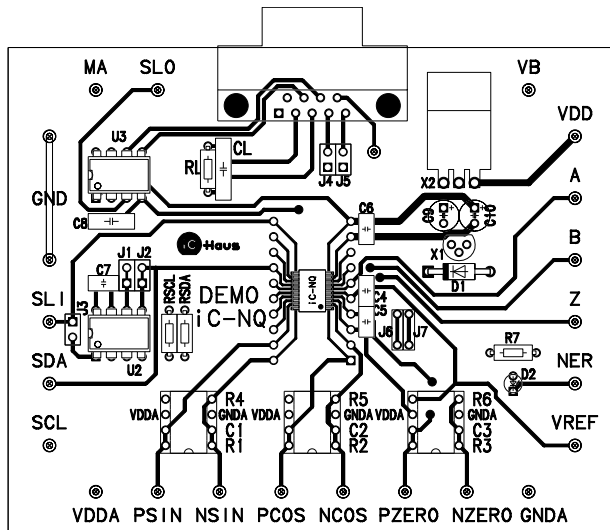 MA SLO VB
VDD
U3
CL
RL
J4 J5
X2
A
GND
C8
C6
C9 C10
iC Haus
X1
B
J1 J2
C7
RSCL
RSDA
DEMO
iC-NQ
iC-NQ
D1
C4
C5
SLI
J3
U2
J6 J7
Z
R7
SDA
D2
NER
R4 R5 R6
VDDA GNDA VDDA GNDA VDDA GNDA
SCL
C1 C2 C3
VREF
R1 R2 R3
VDDA PSIN NSIN PCOS NCOS PZERO NZERO GNDA